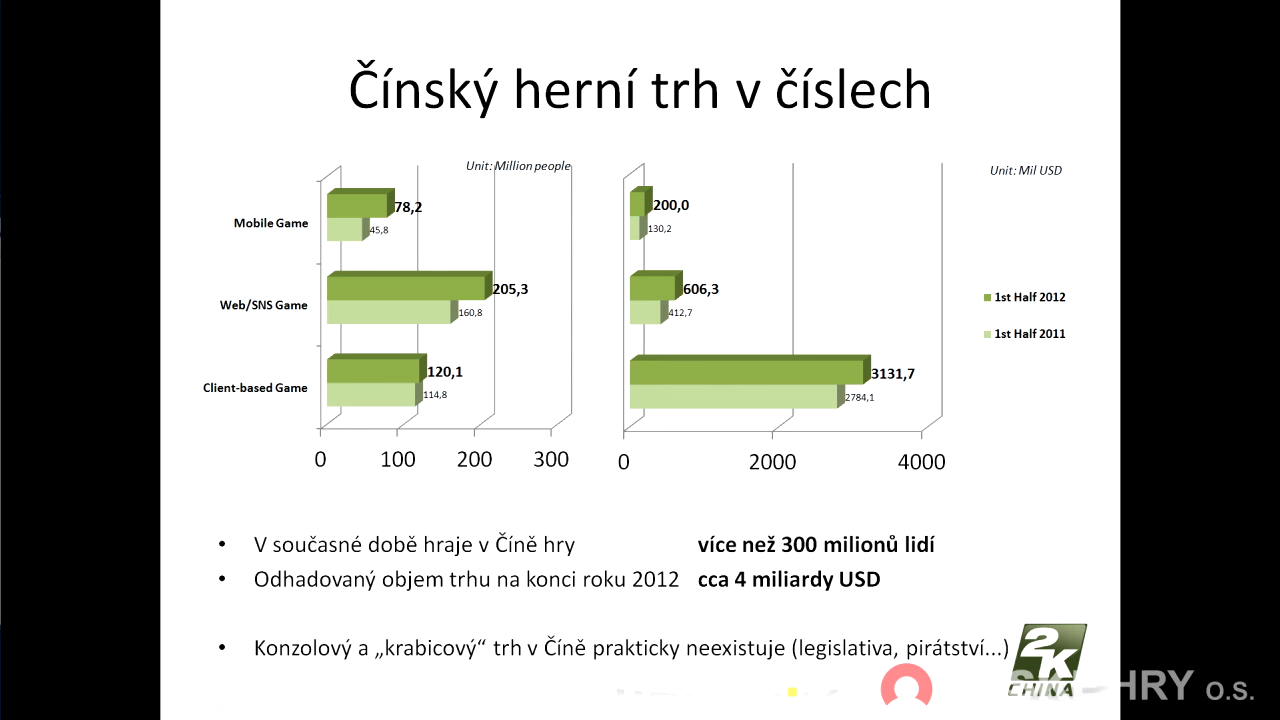 Čínský herní trh v číslech
Unit: Million people
Mobile Game
78,2
45,8
Web/SNS Game
205,3
160,8
Client-based Game
120,1
114,8
0 100 200 300
Unit: Mil USD
200,0
130,2
606,3
412,7
3131,7
2784,1
0 2000 4000
1st Half 2012
1st Half 2011
• V současné době hraje v Číně hry více než 300 milionů lidí
• Odhadovaný objem trhu na konci roku 2012 cca 4 miliardy USD
• Konzolový a „krabicový“ trh v Číně prakticky neexistuje (legislativa, pirátství...)
2K
CHINA
HRY o.s.